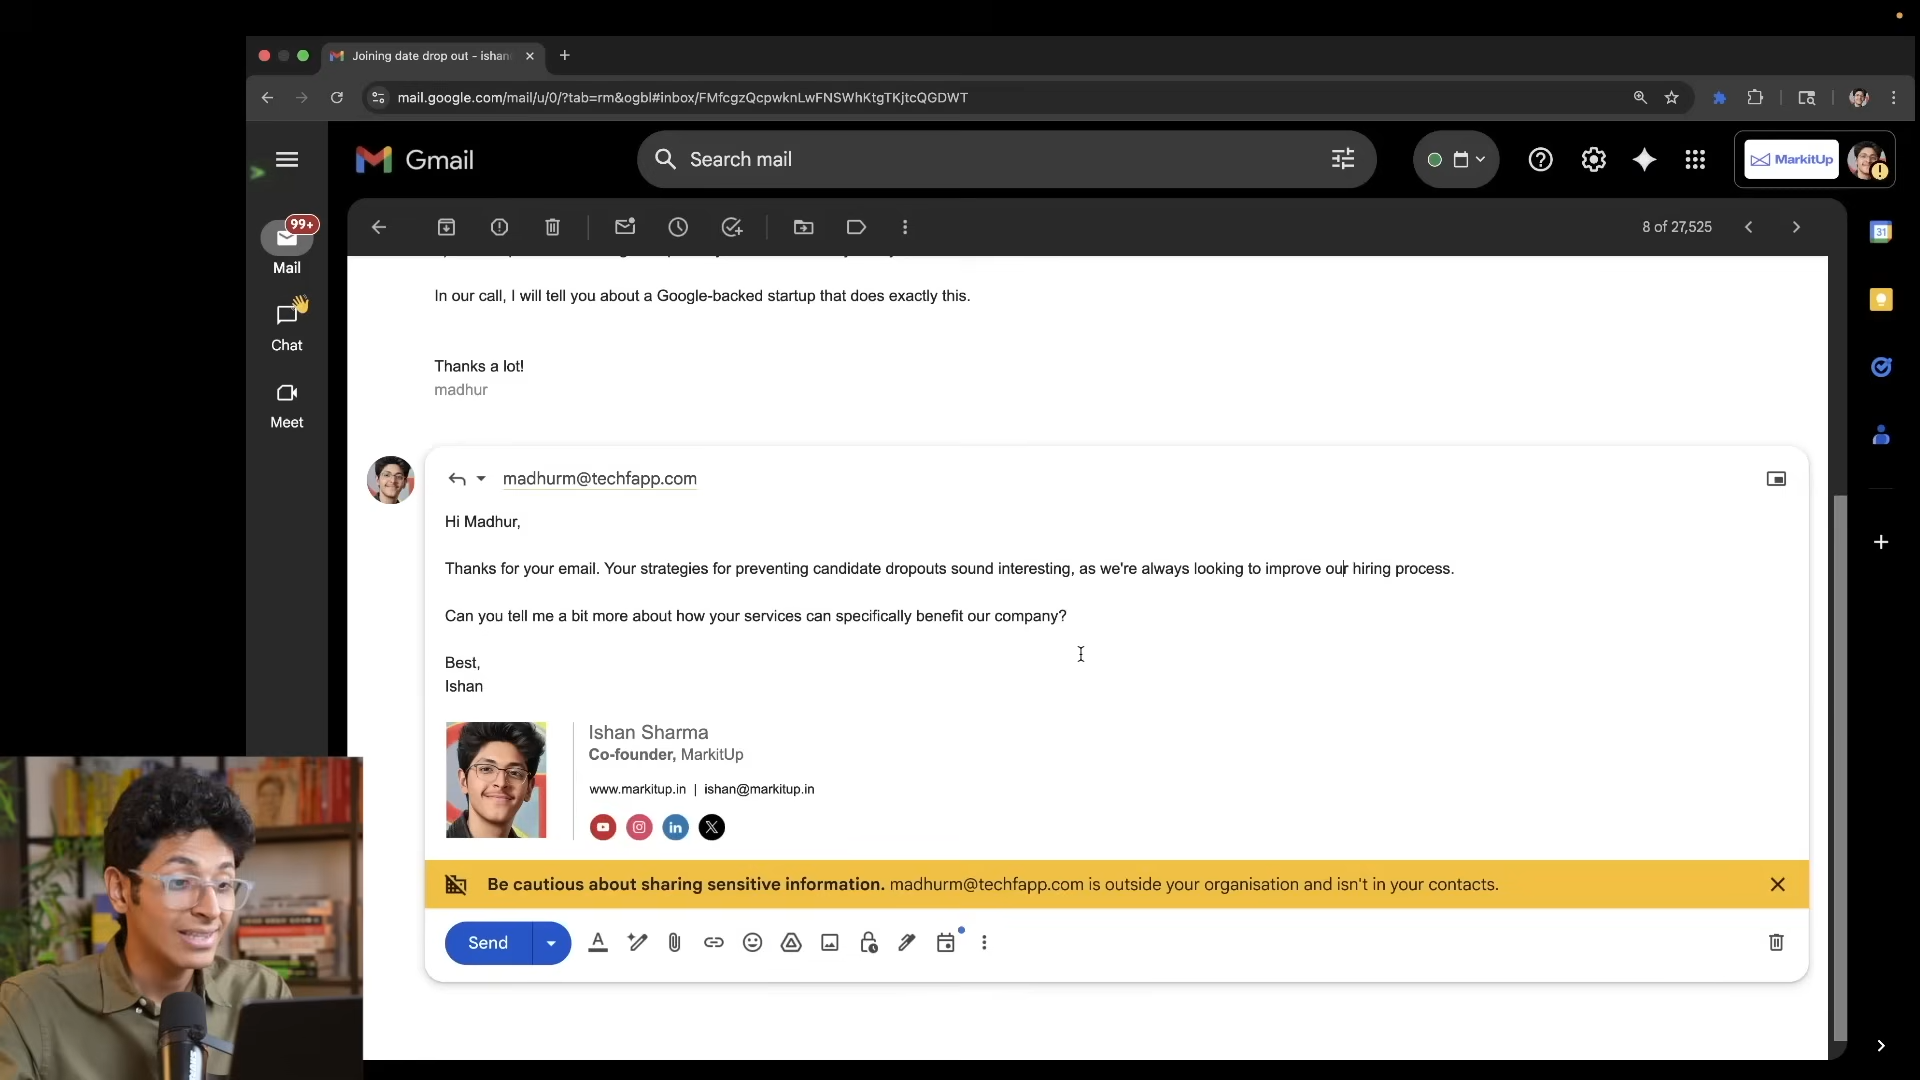 Joining date drop out - ishan
mail.google.com/mail/u/0/?tab=rm&ogbl#inbox/FMfcgzQcpwknLwFNSWhKtgTKjtcQGDWT
Gmail
Search mail
MarkitUp
99+
Mail
Chat
Meet
8 of 27,525
31
In our call, I will tell you about a Google-backed startup that does exactly this.
Thanks a lot!
madhur
madhurm@techfapp.com
Hi Madhur,
Thanks for your email. Your strategies for preventing candidate dropouts sound interesting, as we're always looking to improve our hiring process.
Can you tell me a bit more about how your services can specifically benefit our company?
Best,
Ishan
Ishan Sharma
Co-founder, MarkitUp
www.markitup.in | ishan@markitup.in
Be cautious about sharing sensitive information. madhurm@techfapp.com is outside your organisation and isn't in your contacts.
Send